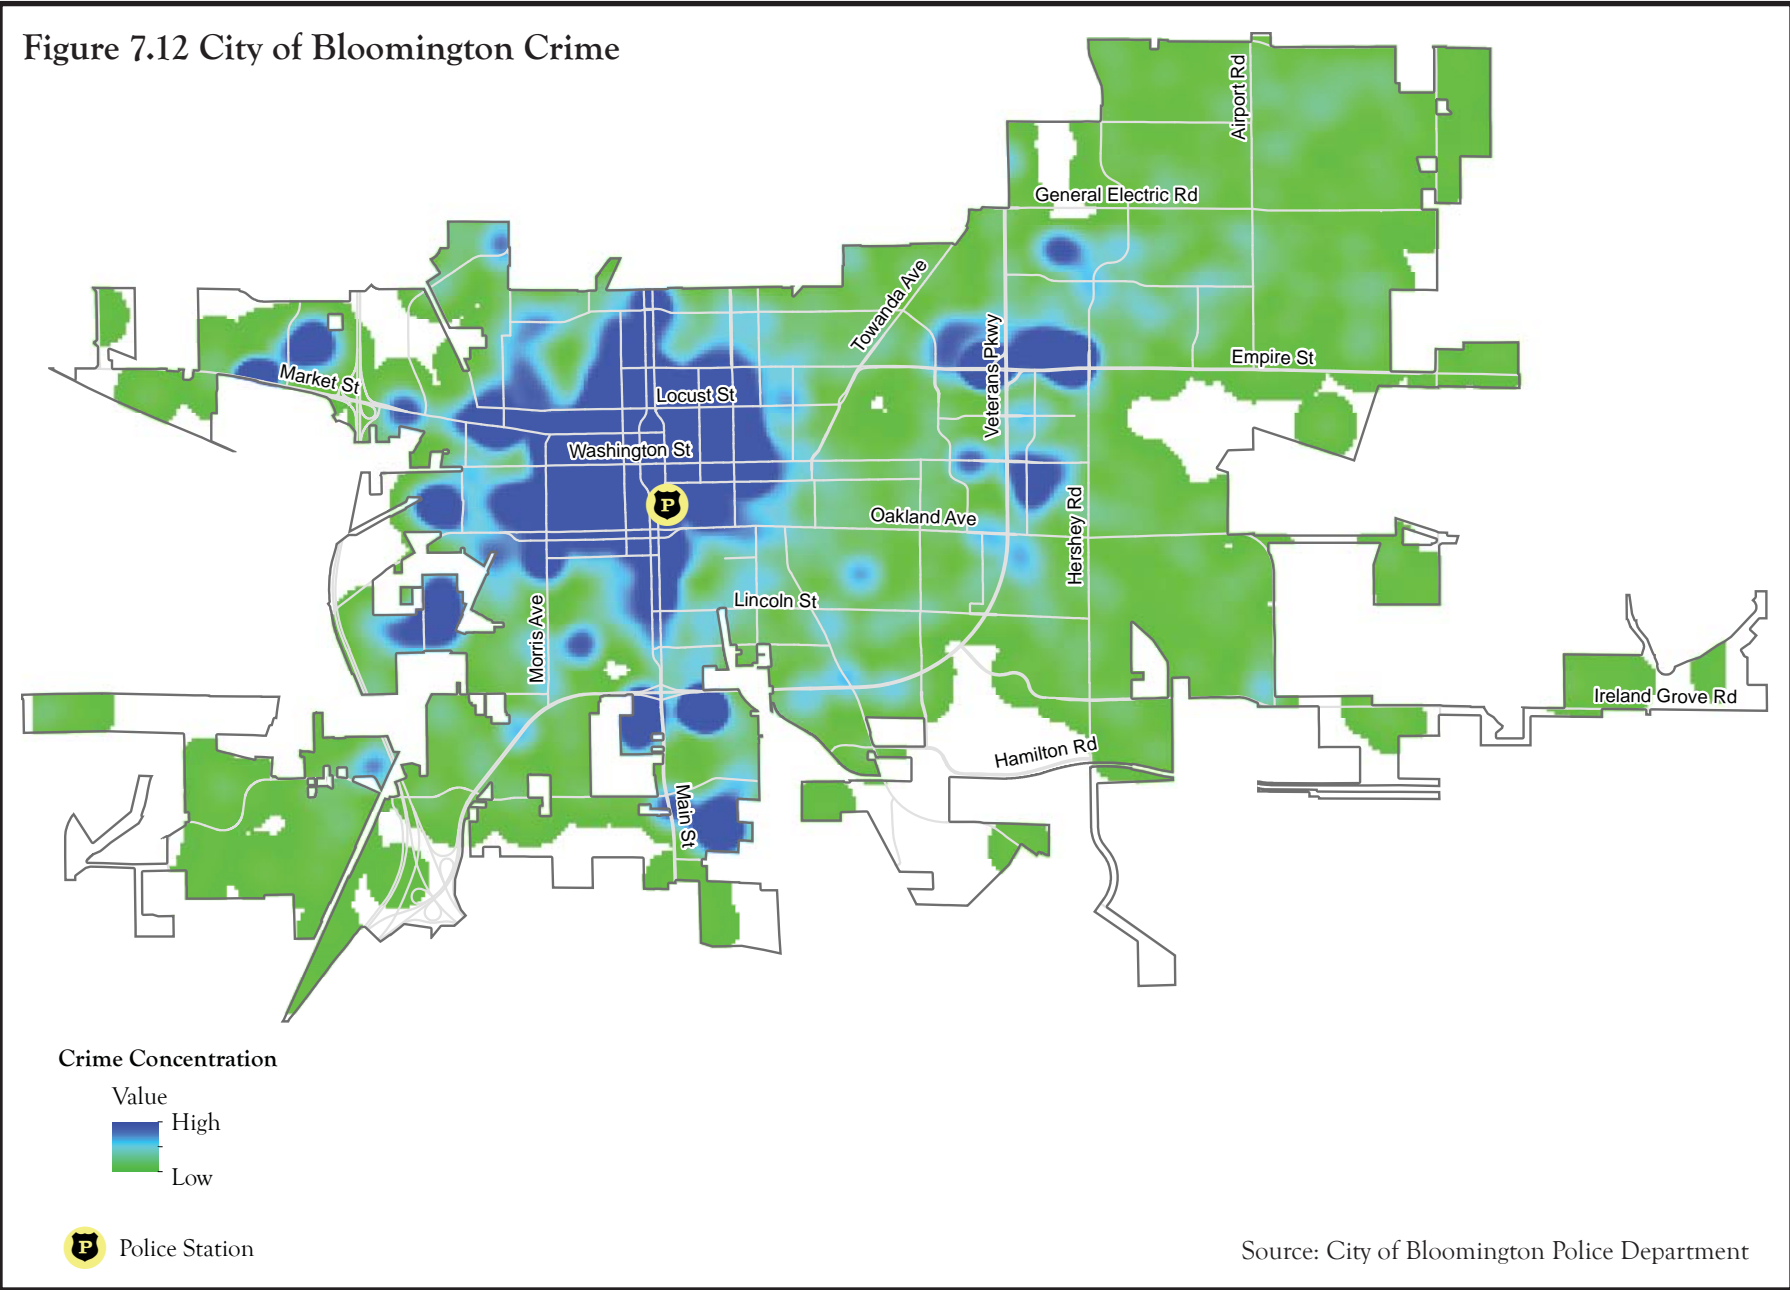 Figure 7.12 City of Bloomington Crime
Airport Rd
General Electric Rd
Towanda Ave
Veterans Pkwy
Empire St
Market St
Locust St
Washington St
P
Oakland Ave
Hershey Rd
Lincoln St
Morris Ave
Ireland Grove Rd
Hamilton Rd
Main St
Crime Concentration
Value
High
Low
P
Police Station
Source: City of Bloomington Police Department